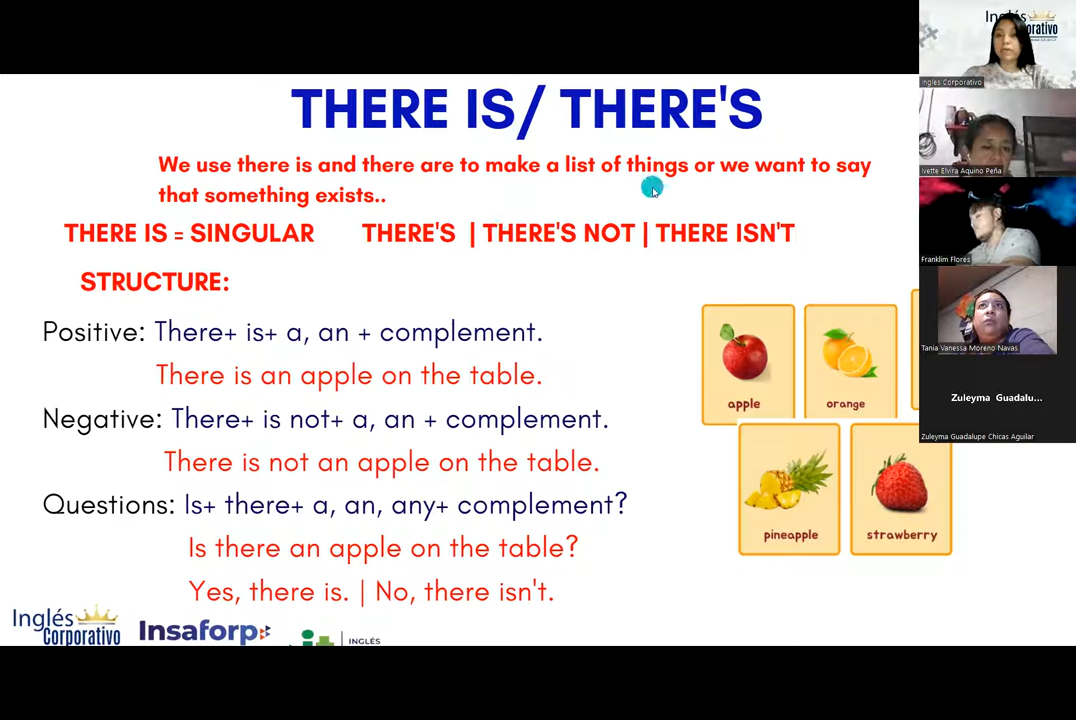 THERE IS/ THERE'S
We use there is and there are to make a list of things or we want to say
that something exists..
THERE IS = SINGULAR THERE'S | THERE'S NOT | THERE ISN'T
STRUCTURE:
Positive: There+ is+ a, an + complement.
There is an apple on the table.
Negative: There+ is not+ a, an + complement.
There is not an apple on the table.
Questions: Is+ there+ a, an, any+ complement?
Is there an apple on the table?
Yes, there is. | No, there isn't.
apple
orange
pineapple
strawberry
Inglés
Corporativo
Insaforp
INGLÉS
Inglés Corporativo
Ivette Elvira Aquino Peña
Franklim Flores
Tania Vanessa Moreno Navas
Zuleyma Guadalu...
Zuleyma Guadalupe Chicas Aguilar